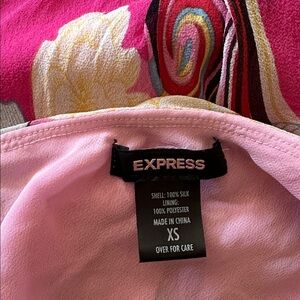 EXPRESS
SHELL: 100% SILK
LINING:
100% POLYESTER
MADE IN CHINA
XS
OVER FOR CARE